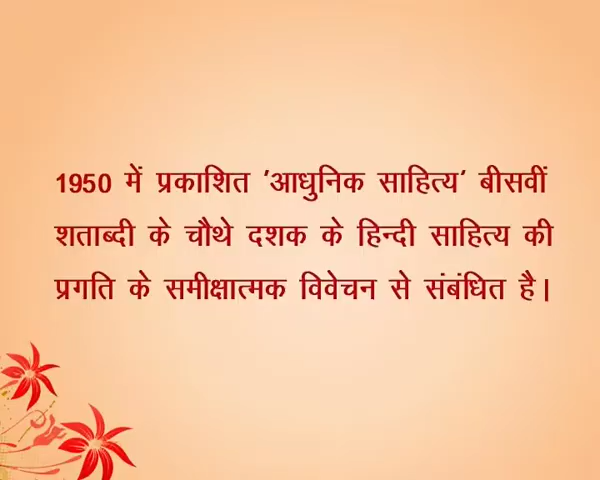 1950 में प्रकाशित 'आधुनिक साहित्य' बीसवीं
शताब्दी के चौथे दशक के हिन्दी साहित्य की
प्रगति के समीक्षात्मक विवेचन से संबंधित है।